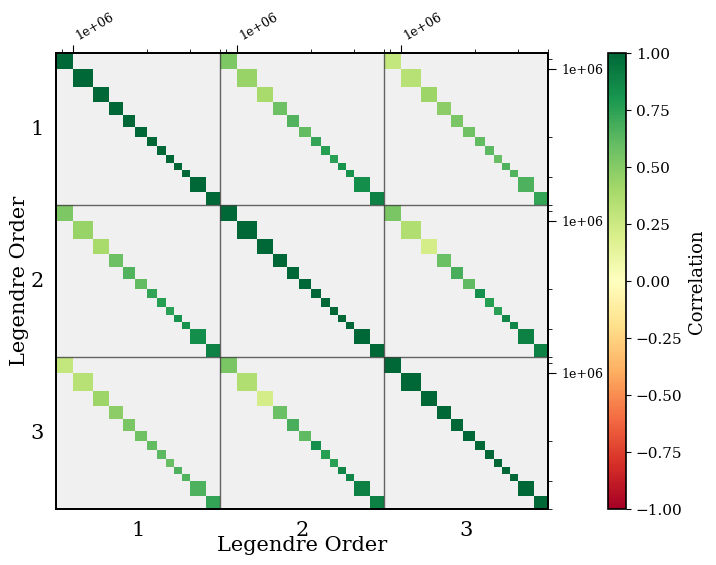 1e+06 1e+06 1e+06
1e+06
1e+06
1e+06
1
2
3
Legendre Order
1 2 3
Legendre Order
1.00
0.75
0.50
0.25
0.00
−0.25
−0.50
−0.75
−1.00
Correlation